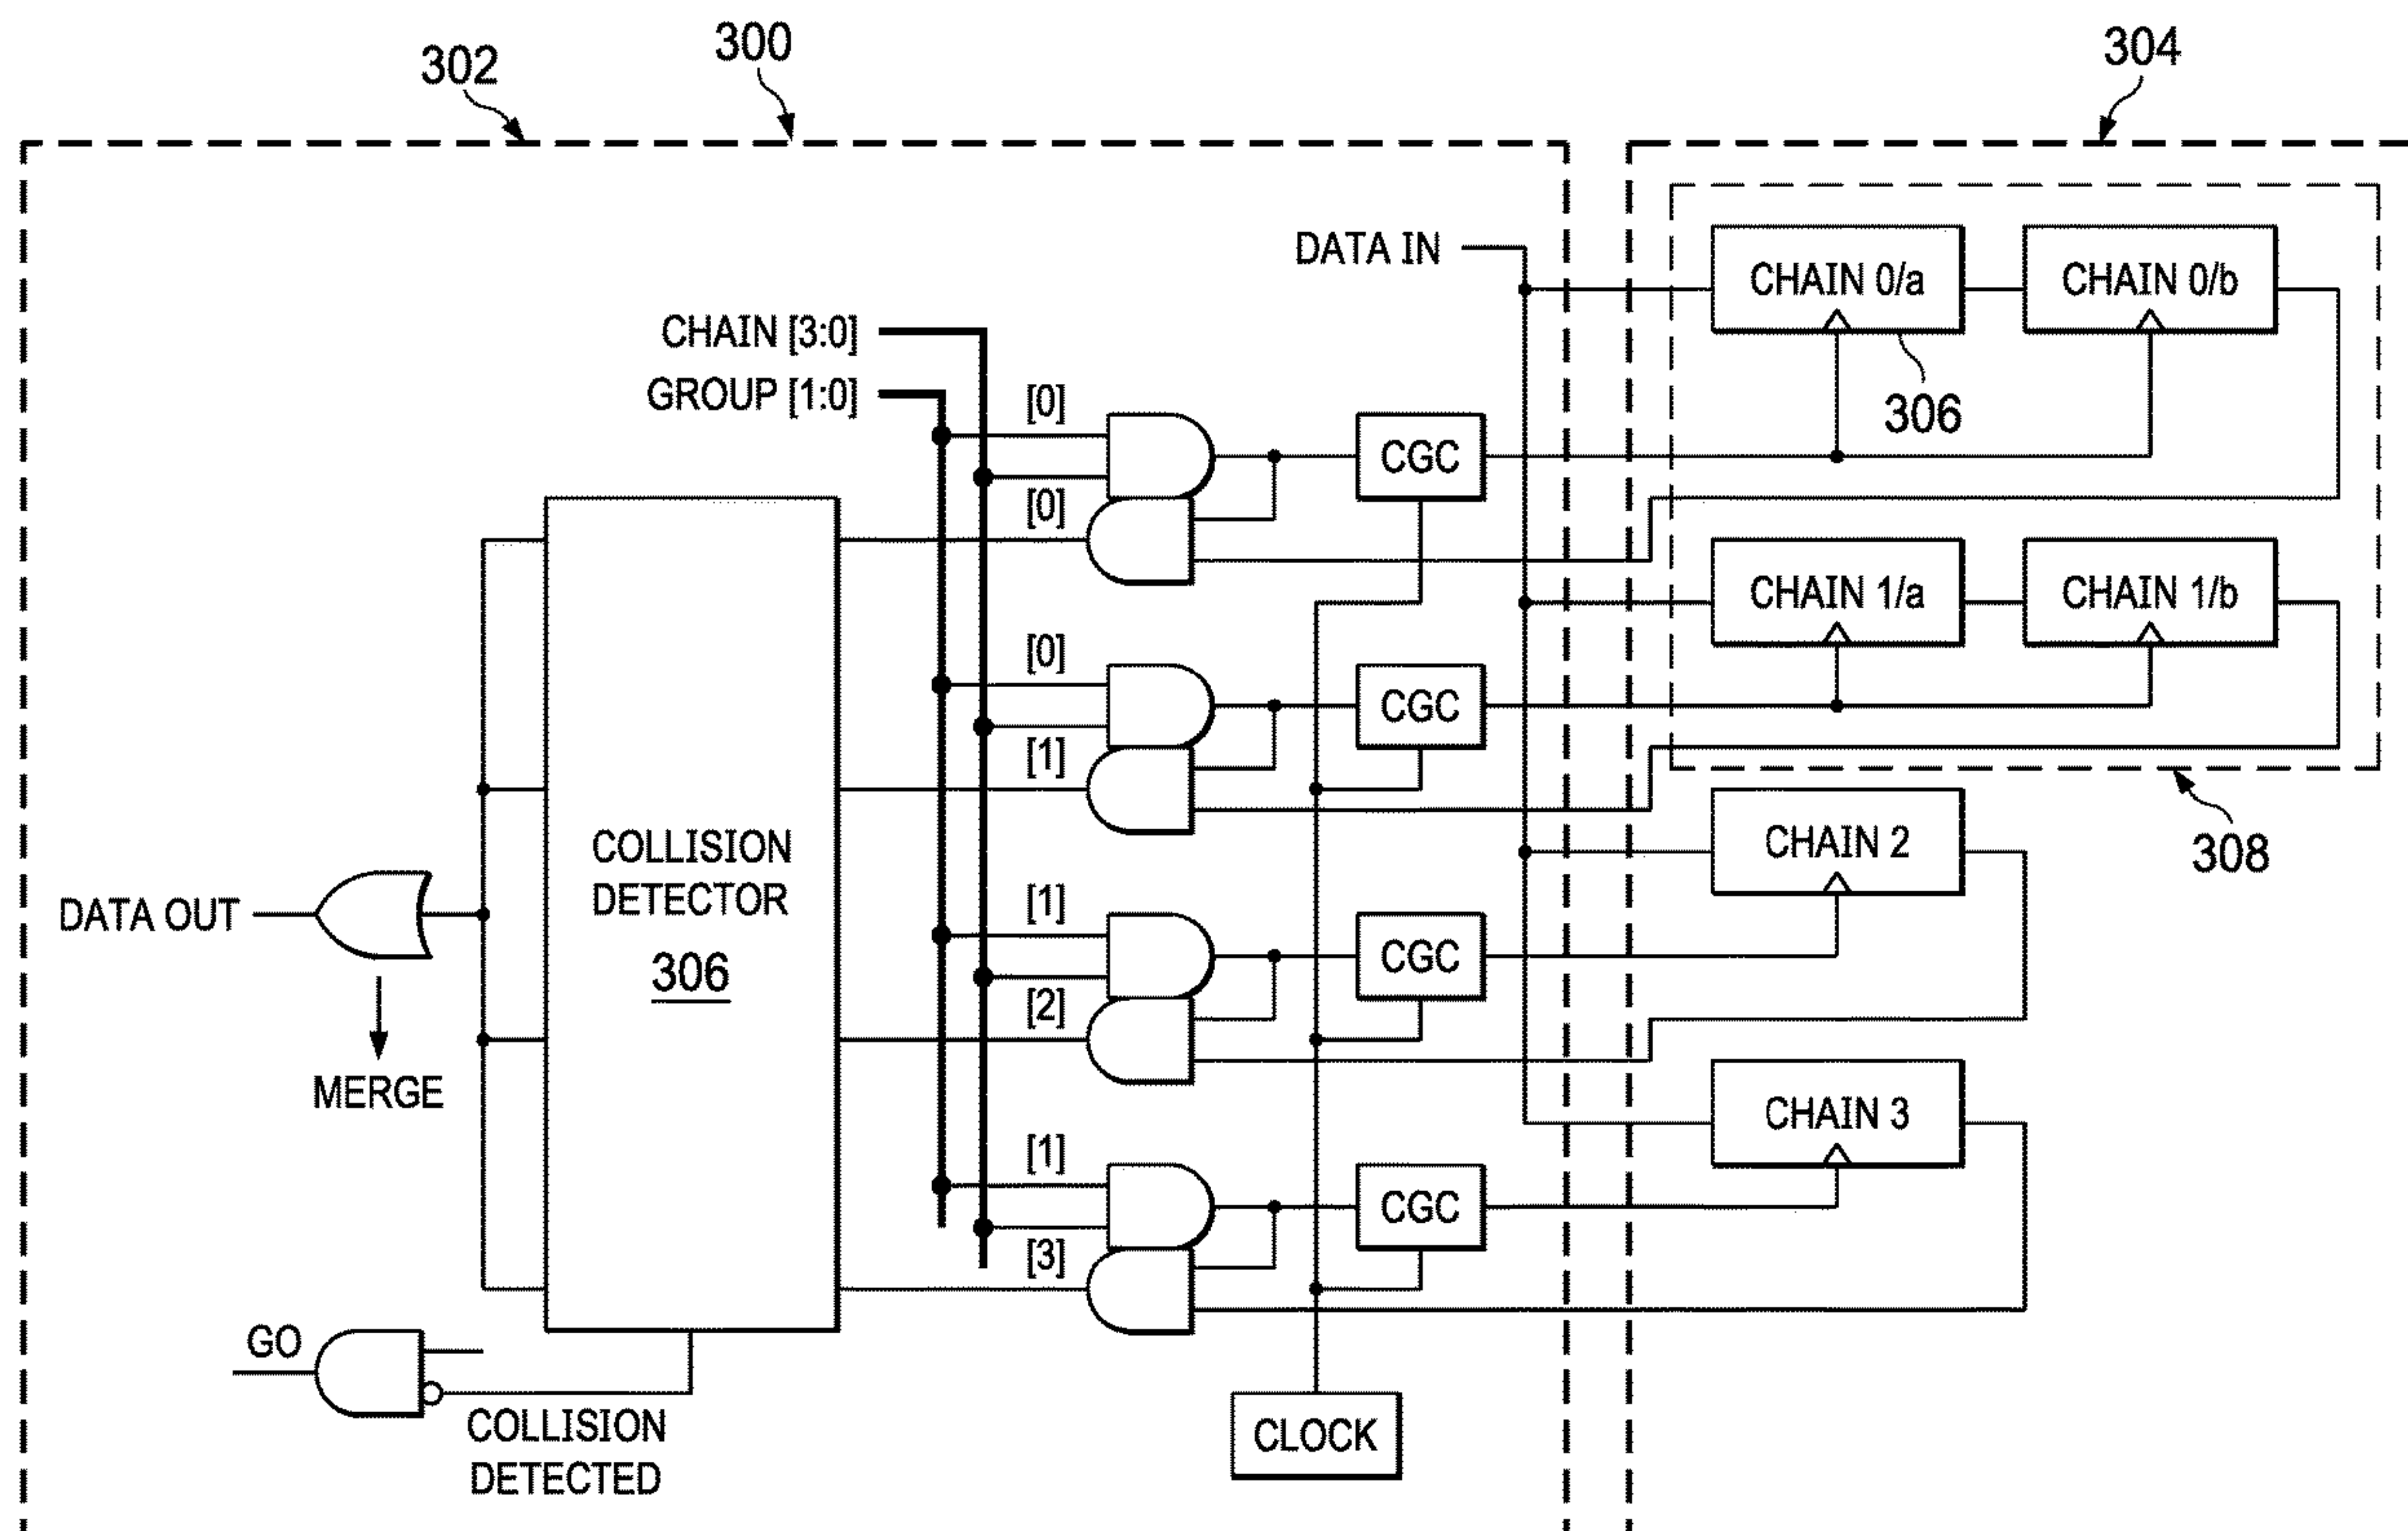 302
300
304
DATA IN
CHAIN 0/a
CHAIN 0/b
306
CHAIN [3:0]
GROUP [1:0]
[0]
CGC
[0]
CHAIN 1/a
CHAIN 1/b
[0]
CGC
[1]
308
COLLISION
DETECTOR
306
CHAIN 2
DATA OUT
MERGE
[1]
CGC
[2]
CHAIN 3
[1]
CGC
[3]
GO
COLLISION
DETECTED
CLOCK